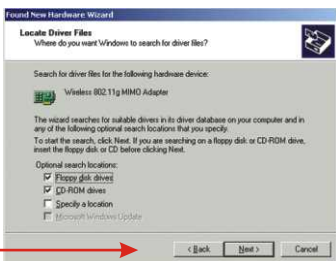 Found New Hardware Wizard
Locate Driver Files
Where do you want Windows to search for driver files?
Search for driver files for the following hardware device:
Wireless 802.11g MIMO Adapter
The wizard searches for suitable drivers in its driver database on your computer and in
any of the following optional search locations that you specify.
To start the search, click Next. If you are searching on a floppy disk or CD-ROM drive,
insert the floppy disk or CD before clicking Next.
Optional search locations:
Floppy disk drives
CD-ROM drives
Specify a location
Microsoft Windows Update
< Back Next > Cancel